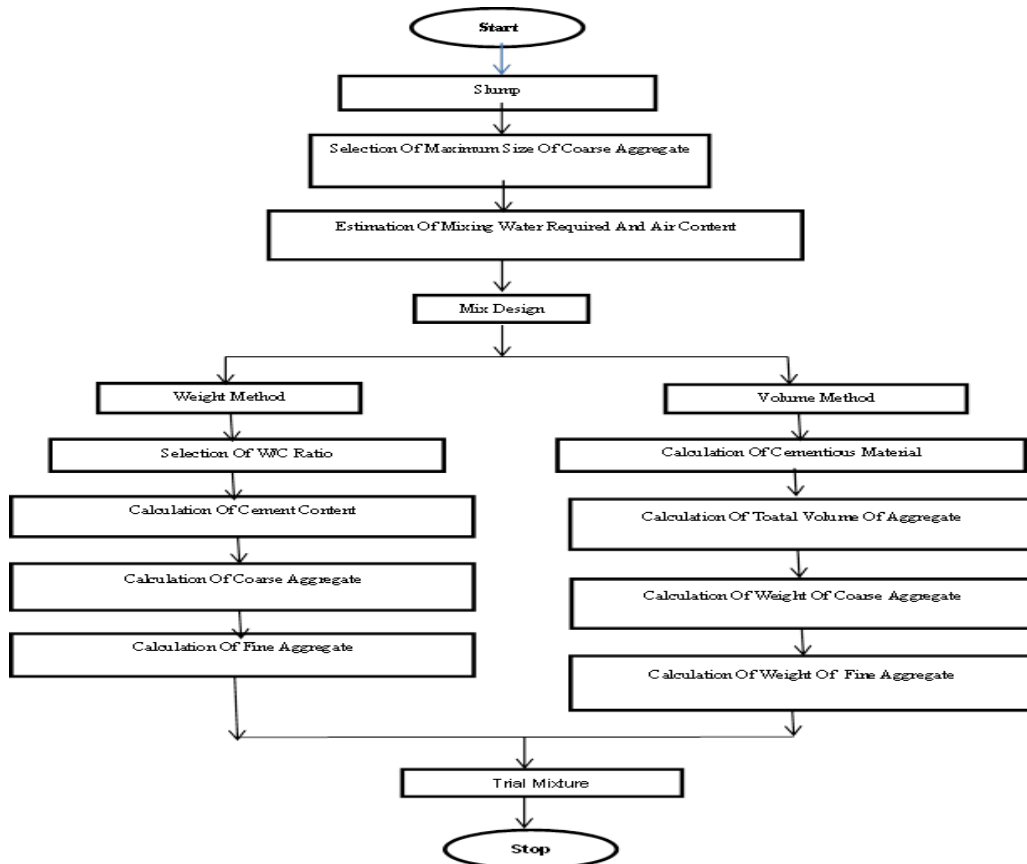 Start
Slump
Selection Of Maximum Size Of Coarse Aggregate
Estimation Of Mixing Water Required And Air Content
Mix Design
Weight Method
Selection Of W/C Ratio
Calculation Of Cement Content
Calculation Of Coarse Aggregate
Calculation Of Fine Aggregate
Volume Method
Calculation Of Cementious Material
Calculation Of Toatal Volume Of Aggregate
Calculation Of Weight Of Coarse Aggregate
Calculation Of Weight Of Fine Aggregate
Trial Mixture
Stop